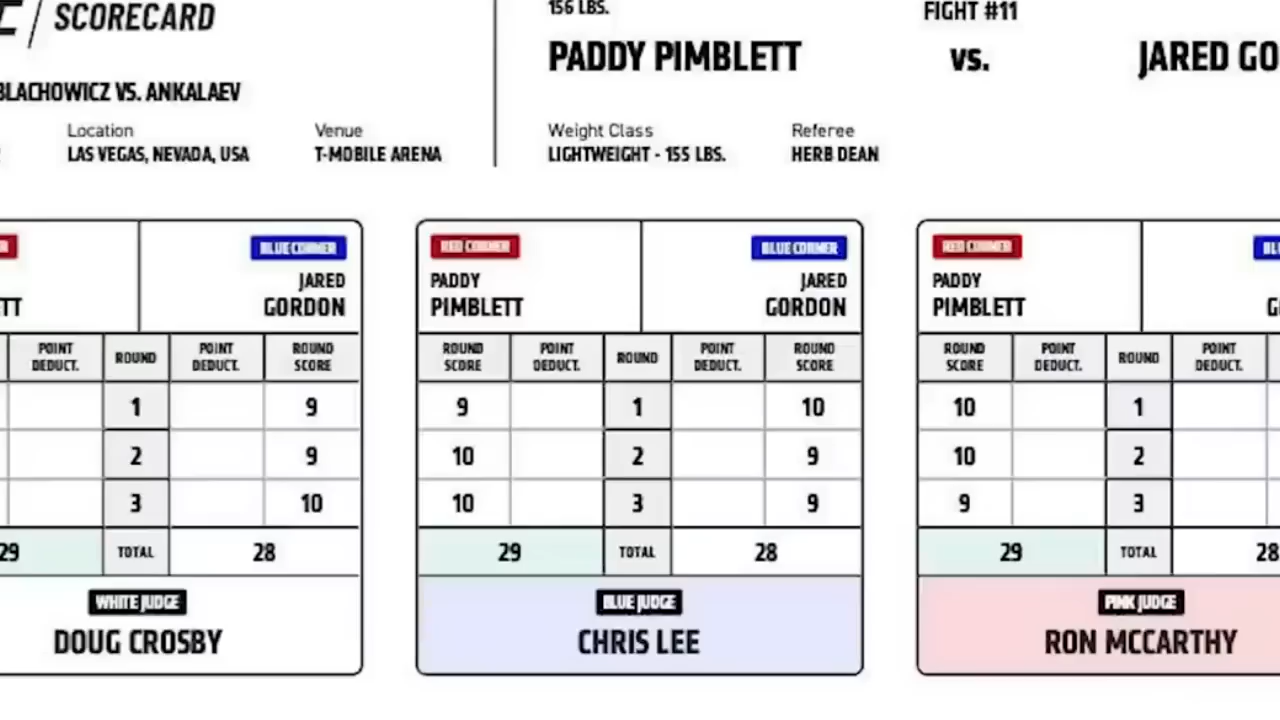 SCORECARD
BLACHOWICZ VS. ANKALAEV
Location
LAS VEGAS, NEVADA, USA
Venue
T-MOBILE ARENA
156 LBS.
PADDY PIMBLETT
FIGHT #11
VS.
JARED GO
Weight Class
LIGHTWEIGHT - 155 LBS.
Referee
HERB DEAN
BLUE CORNER
JARED
GORDON
POINT DEDUCT. ROUND POINT DEDUCT. ROUND SCORE
1 9
2 9
3 10
29 TOTAL 28
WHITE JUDGE
DOUG CROSBY
RED CORNER BLUE CORNER
PADDY JARED
PIMBLETT GORDON
ROUND SCORE POINT DEDUCT. ROUND POINT DEDUCT. ROUND SCORE
9 1 10
10 2 9
10 3 9
29 TOTAL 28
BLUE JUDGE
CHRIS LEE
RED CORNER
PADDY
PIMBLETT
ROUND SCORE POINT DEDUCT. ROUND POINT DEDUCT.
10 1
10 2
9 3
29 TOTAL 28
PINK JUDGE
RON MCCARTHY